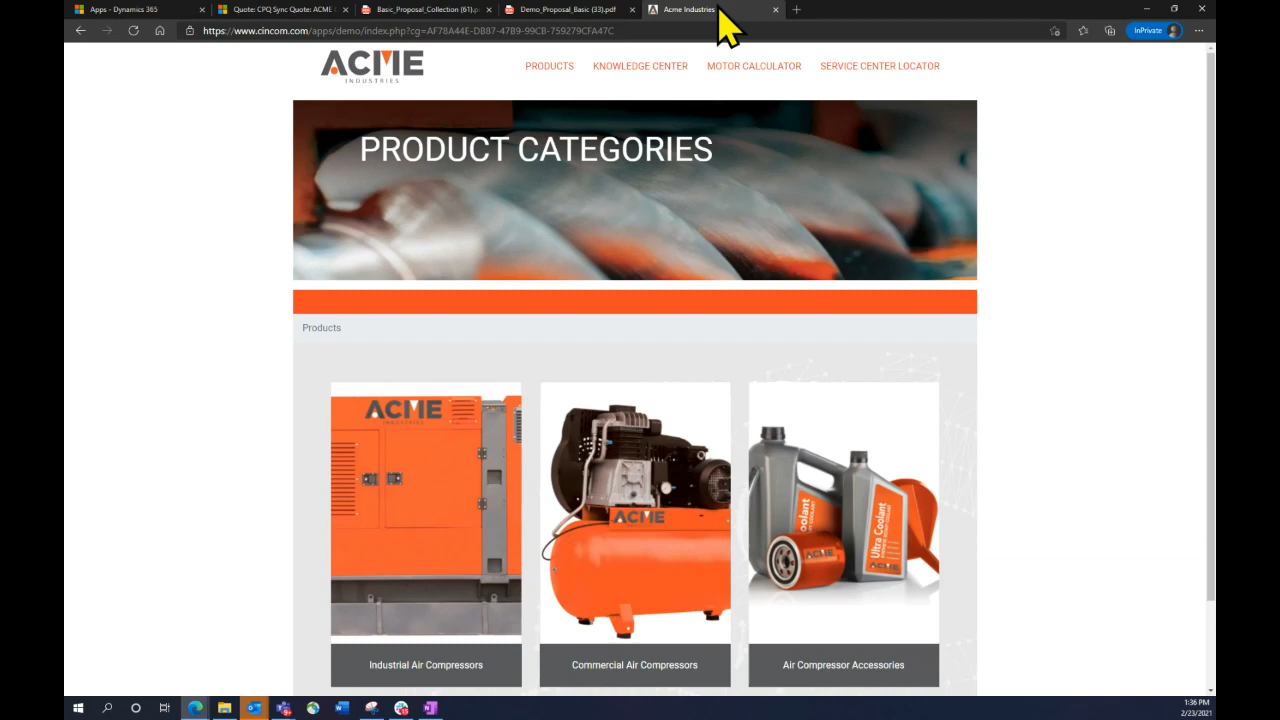 Apps - Dynamics 365
Quote: CPQ Sync Quote: ACME
Basic_Proposal_Collection (61).p
Demo_Proposal_Basic (33).pdf
Acme Industries
https://www.cincom.com/apps/demo/index.php?cg=AF78A44E-DB87-47B9-99CB-759279CFA47C
InPrivate
ACME
INDUSTRIES
PRODUCTS
KNOWLEDGE CENTER
MOTOR CALCULATOR
SERVICE CENTER LOCATOR
PRODUCT CATEGORIES
Products
ACME
INDUSTRIES
ACME
oolant
Ultra Coolant
ACME
Industrial Air Compressors
Commercial Air Compressors
Air Compressor Accessories
1:36 PM
2/23/2021